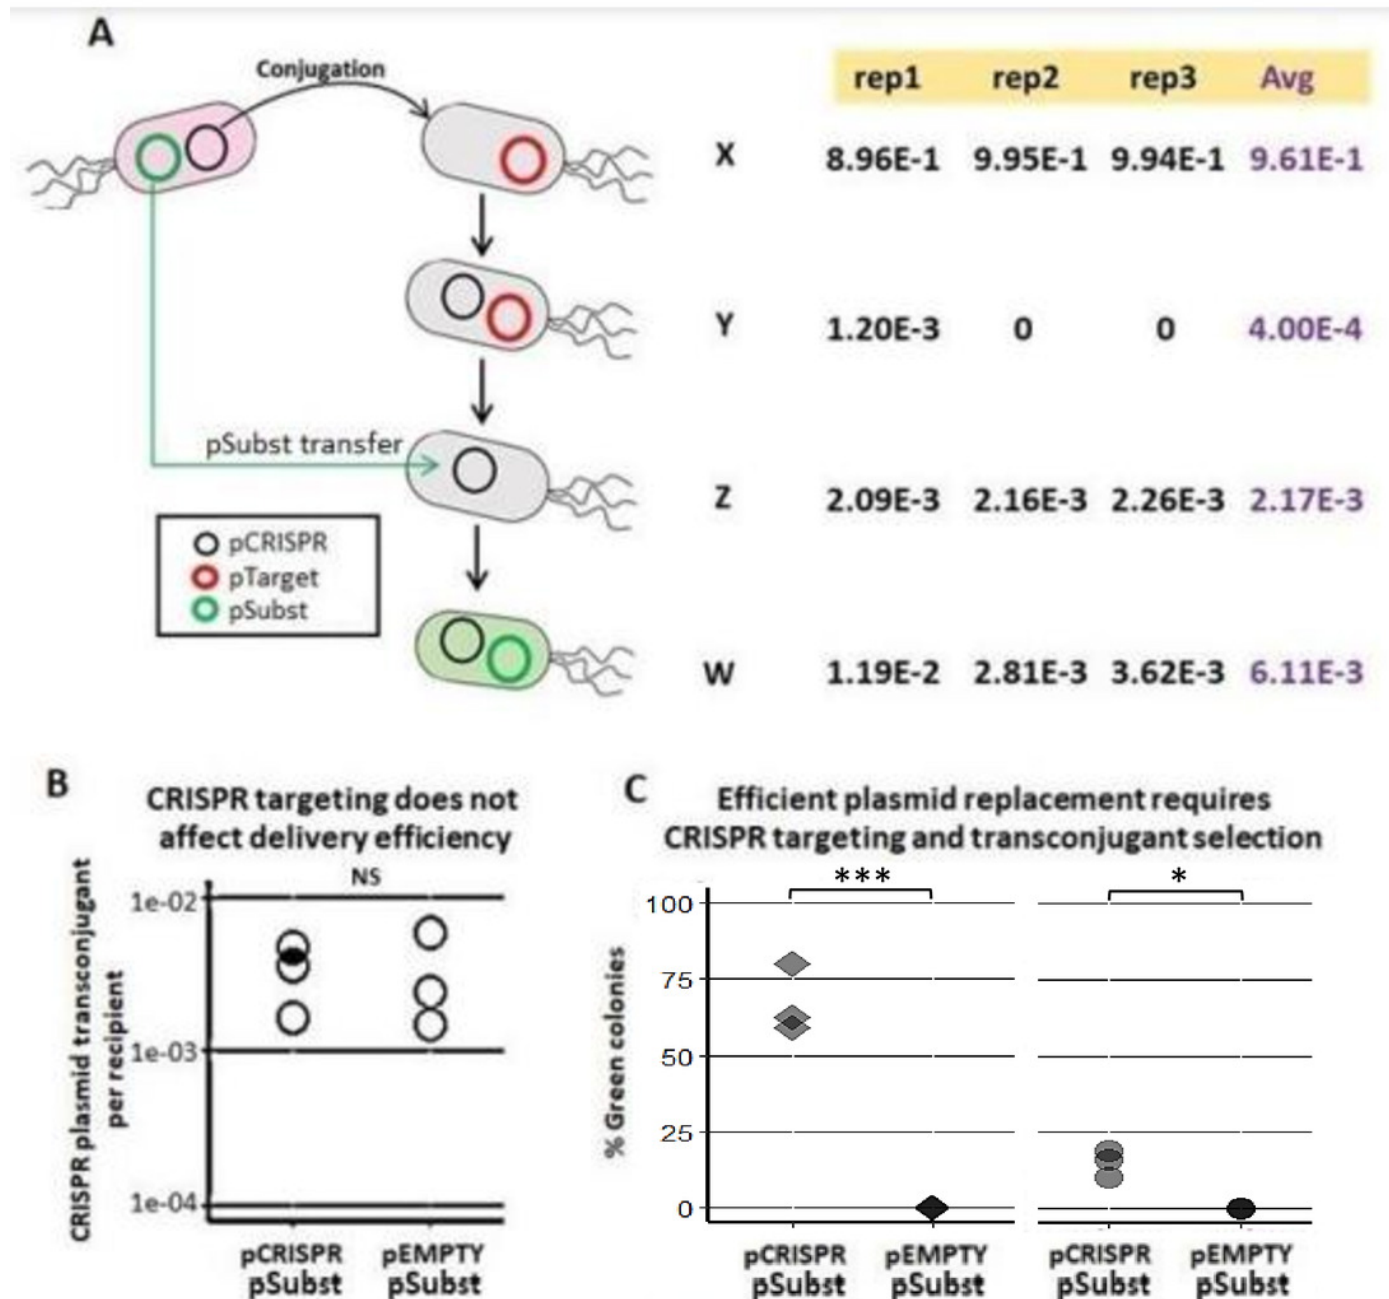 A
Conjugation
rep1 rep2 rep3 Avg
X 8.96E-1 9.95E-1 9.94E-1 9.61E-1
Y 1.20E-3 0 0 4.00E-4
pSubst transfer
Z 2.09E-3 2.16E-3 2.26E-3 2.17E-3
pCRISPR
pTarget
pSubst
W 1.19E-2 2.81E-3 3.62E-3 6.11E-3
B
CRISPR targeting does not
affect delivery efficiency
NS
CRISPR plasmid transconjugant
per recipient
1e-02
1e-03
1e-04
pCRISPR pEMPTY
pSubst pSubst
C
Efficient plasmid replacement requires
CRISPR targeting and transconjugant selection
*** *
% Green colonies
100
75
50
25
0
pCRISPR pEMPTY pCRISPR pEMPTY
pSubst pSubst pSubst pSubst